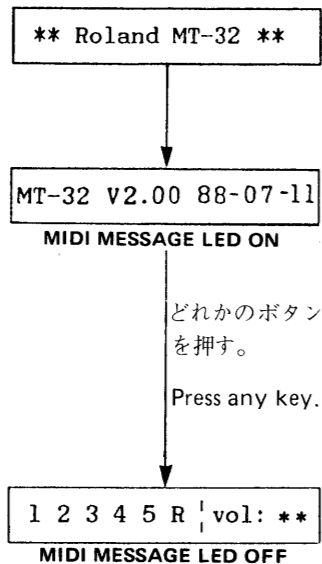 ** Roland MT-32 **
MT-32 V2.00 88-07-11
MIDI MESSAGE LED ON
どれかのボタン
を押す。
Press any key.
1 2 3 4 5 R ¦ vol: **
MIDI MESSAGE LED OFF